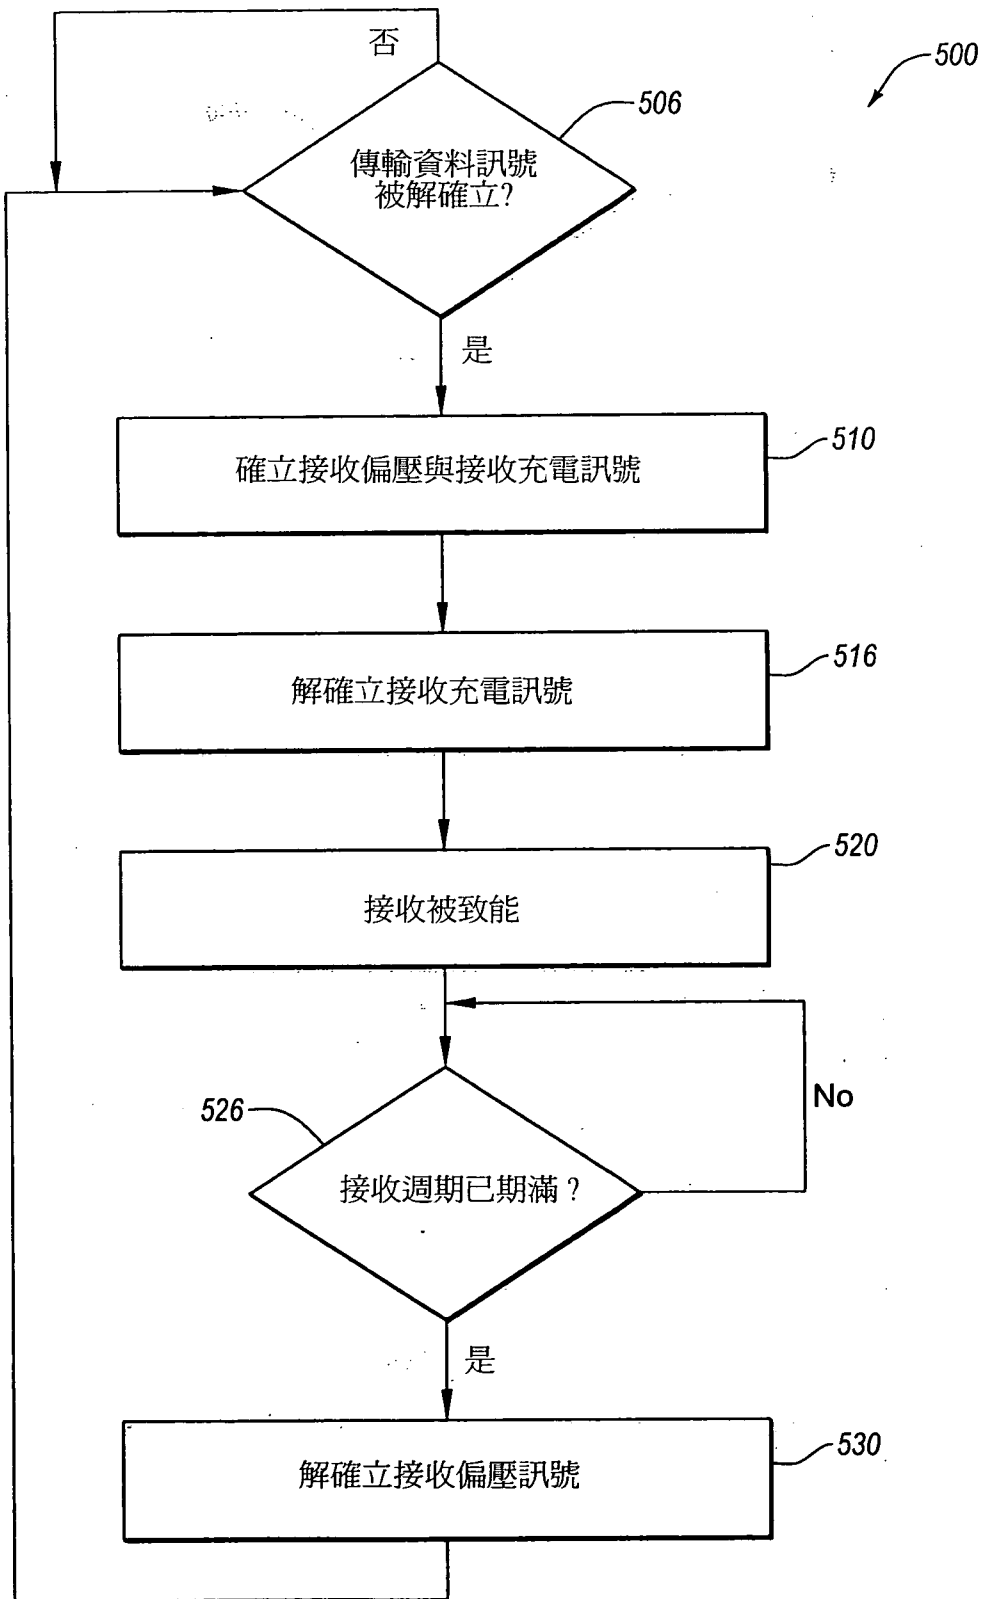 否
500
506
傳輸資料訊號
被解確立?
是
510
確立接收偏壓與接收充電訊號
516
解確立接收充電訊號
520
接收被致能
No
526
接收週期已期滿?
是
530
解確立接收偏壓訊號